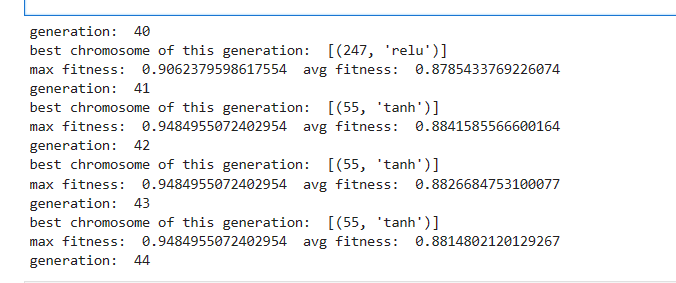 generation:  40
best chromosome of this generation:  [(247, 'relu')]
max fitness:  0.9062379598617554  avg fitness:  0.8785433769226074
generation:  41
best chromosome of this generation:  [(55, 'tanh')]
max fitness:  0.9484955072402954  avg fitness:  0.8841585566600164
generation:  42
best chromosome of this generation:  [(55, 'tanh')]
max fitness:  0.9484955072402954  avg fitness:  0.8826684753100077
generation:  43
best chromosome of this generation:  [(55, 'tanh')]
max fitness:  0.9484955072402954  avg fitness:  0.8814802120129267
generation:  44